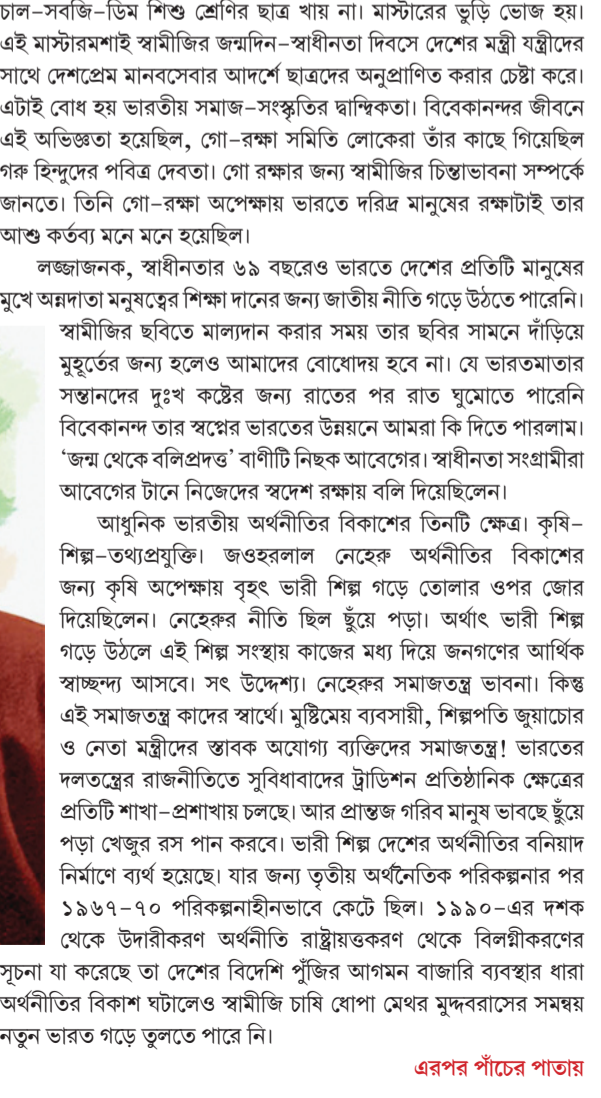 চাল-সবজি-ডিম শিশু শ্রেণির ছাত্র খায় না। মাস্টারের ভুড়ি ভোজ হয়।
এই মাস্টারমশাই স্বামীজির জন্মদিন-স্বাধীনতা দিবসে দেশের মন্ত্রী যন্ত্রীদের
সাথে দেশপ্রেম মানবসেবার আদর্শে ছাত্রদের অনুপ্রাণিত করার চেষ্টা করে।
এটাই বোধ হয় ভারতীয় সমাজ-সংস্কৃতির দ্বান্দ্বিকতা। বিবেকানন্দর জীবনে
এই অভিজ্ঞতা হয়েছিল, গো-রক্ষা সমিতি লোকেরা তাঁর কাছে গিয়েছিল
গরু হিন্দুদের পবিত্র দেবতা। গো রক্ষার জন্য স্বামীজির চিন্তাভাবনা সম্পর্কে
জানতে। তিনি গো-রক্ষা অপেক্ষায় ভারতে দরিদ্র মানুষের রক্ষাটাই তার
আশু কর্তব্য মনে মনে হয়েছিল।
লজ্জাজনক, স্বাধীনতার ৬৯ বছরেও ভারতে দেশের প্রতিটি মানুষের
মুখে অন্নদাতা মনুষত্বের শিক্ষা দানের জন্য জাতীয় নীতি গড়ে উঠতে পারেনি।
স্বামীজির ছবিতে মাল্যদান করার সময় তার ছবির সামনে দাঁড়িয়ে
মুহূর্তের জন্য হলেও আমাদের বোধোদয় হবে না। যে ভারতমাতার
সন্তানদের দুঃখ কষ্টের জন্য রাতের পর রাত ঘুমোতে পারেনি
বিবেকানন্দ তার স্বপ্নের ভারতের উন্নয়নে আমরা কি দিতে পারলাম।
‘জন্ম থেকে বলিপ্রদত্ত’ বাণীটি নিছক আবেগের। স্বাধীনতা সংগ্রামীরা
আবেগের টানে নিজেদের স্বদেশ রক্ষায় বলি দিয়েছিলেন।
আধুনিক ভারতীয় অর্থনীতির বিকাশের তিনটি ক্ষেত্র। কৃষি-
শিল্প-তথ্যপ্রযুক্তি। জওহরলাল নেহেরু অর্থনীতির বিকাশের
জন্য কৃষি অপেক্ষায় বৃহৎ ভারী শিল্প গড়ে তোলার ওপর জোর
দিয়েছিলেন। নেহেরুর নীতি ছিল ছুঁয়ে পড়া। অর্থাৎ ভারী শিল্প
গড়ে উঠলে এই শিল্প সংস্থায় কাজের মধ্য দিয়ে জনগণের আর্থিক
স্বাচ্ছন্দ্য আসবে। সৎ উদ্দেশ্য। নেহেরুর সমাজতন্ত্র ভাবনা। কিন্তু
এই সমাজতন্ত্র কাদের স্বার্থে। মুষ্টিমেয় ব্যবসায়ী, শিল্পপতি জুয়াচোর
ও নেতা মন্ত্রীদের স্তাবক অযোগ্য ব্যক্তিদের সমাজতন্ত্র! ভারতের
দলতন্ত্রের রাজনীতিতে সুবিধাবাদের ট্রাডিশন প্রতিষ্ঠানিক ক্ষেত্রের
প্রতিটি শাখা-প্রশাখায় চলছে। আর প্রান্তজ গরিব মানুষ ভাবছে ছুঁয়ে
পড়া খেজুর রস পান করবে। ভারী শিল্প দেশের অর্থনীতির বনিয়াদ
নির্মাণে ব্যর্থ হয়েছে। যার জন্য তৃতীয় অর্থনৈতিক পরিকল্পনার পর
১৯৬৭-৭০ পরিকল্পনাহীনভাবে কেটে ছিল। ১৯৯০-এর দশক
থেকে উদারীকরণ অর্থনীতি রাষ্ট্রায়ত্তকরণ থেকে বিলগ্নীকরণের
সূচনা যা করেছে তা দেশের বিদেশি পুঁজির আগমন বাজারি ব্যবস্থার ধারা
অর্থনীতির বিকাশ ঘটালেও স্বামীজি চাষি ধোপা মেথর মুদ্দবরাসের সমন্বয়
নতুন ভারত গড়ে তুলতে পারে নি।
এরপর পাঁচের পাতায়